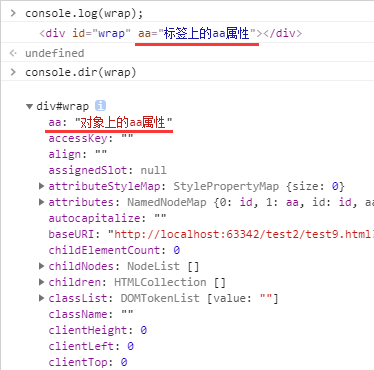 console.log(wrap);
<div id="wrap" aa="标签上的aa属性"></div>
undefined
console.dir(wrap)
div#wrap i
aa: "对象上的aa属性"
accessKey: ""
align: ""
assignedSlot: null
attributeStyleMap: StylePropertyMap {size: 0}
attributes: NamedNodeMap {0: id, 1: aa, id: id, aa
autocapitalize: ""
baseURI: "http://localhost:63342/test2/test9.html?
childElementCount: 0
childNodes: NodeList []
children: HTMLCollection []
classList: DOMTokenList [value: ""]
className: ""
clientHeight: 0
clientLeft: 0
clientTop: 0